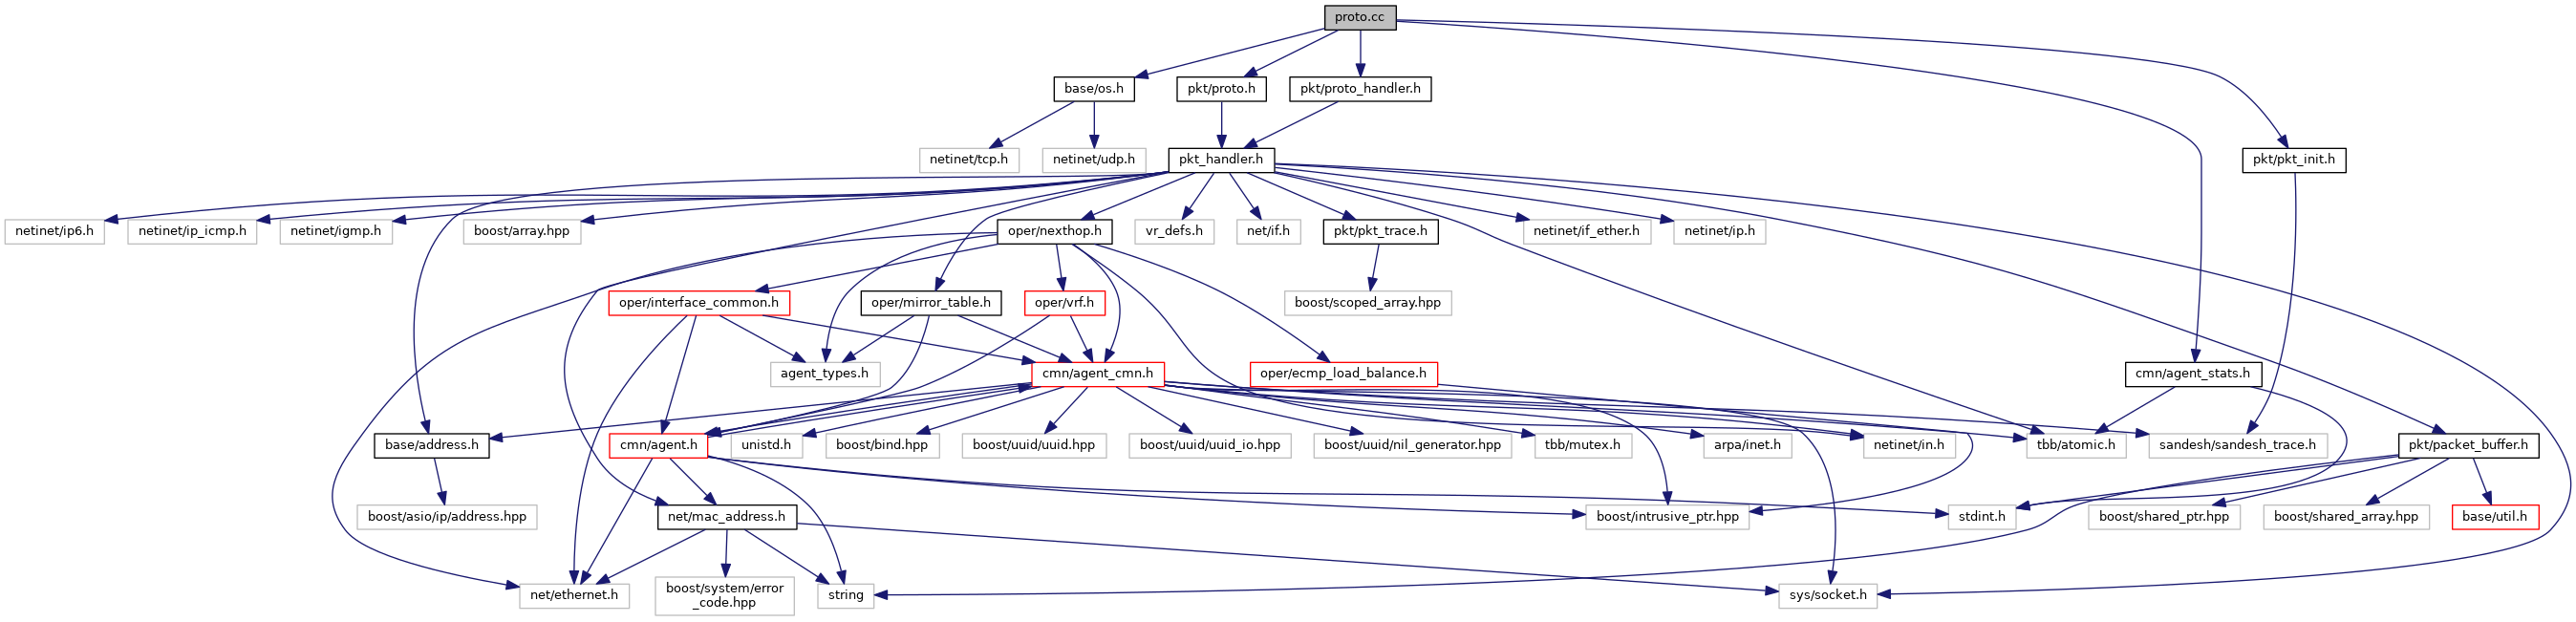 proto.cc
base/os.h
pkt/proto.h
pkt/proto_handler.h
netinet/tcp.h
netinet/udp.h
pkt_handler.h
pkt/pkt_init.h
netinet/ip6.h
netinet/ip_icmp.h
netinet/igmp.h
boost/array.hpp
oper/nexthop.h
vr_defs.h
net/if.h
pkt/pkt_trace.h
netinet/if_ether.h
netinet/ip.h
oper/interface_common.h
oper/mirror_table.h
oper/vrf.h
boost/scoped_array.hpp
agent_types.h
cmn/agent_cmn.h
oper/ecmp_load_balance.h
cmn/agent_stats.h
base/address.h
cmn/agent.h
unistd.h
boost/bind.hpp
boost/uuid/uuid.hpp
boost/uuid/uuid_io.hpp
boost/uuid/nil_generator.hpp
tbb/mutex.h
arpa/inet.h
netinet/in.h
tbb/atomic.h
sandesh/sandesh_trace.h
pkt/packet_buffer.h
boost/asio/ip/address.hpp
net/mac_address.h
boost/intrusive_ptr.hpp
stdint.h
boost/shared_ptr.hpp
boost/shared_array.hpp
base/util.h
net/ethernet.h
boost/system/error
_code.hpp
string
sys/socket.h